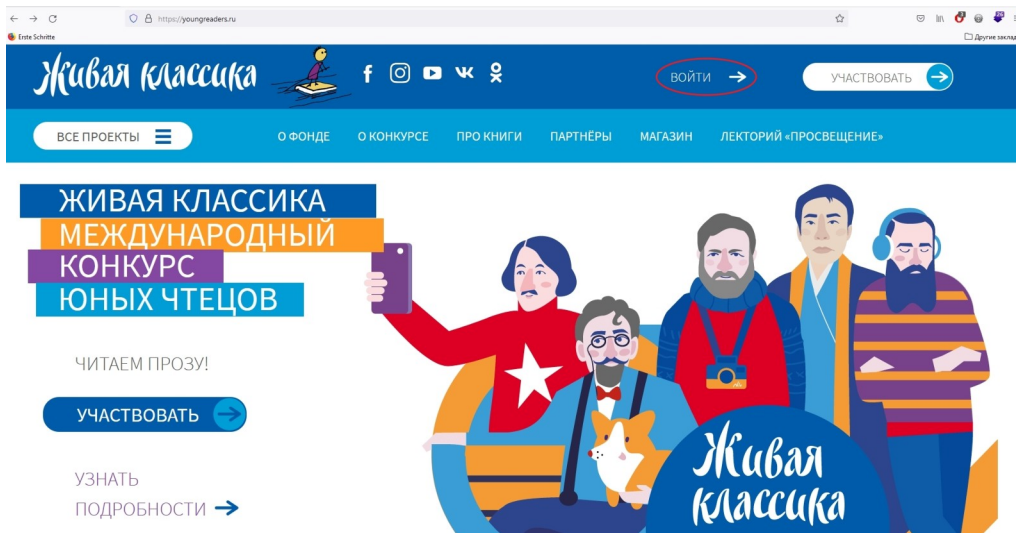 https://youngreaders.ru
Erste Schritte
Другие заклад
Живая классика
ВОЙТИ
УЧАСТВОВАТЬ
ВСЕ ПРОЕКТЫ
О ФОНДЕ О КОНКУРСЕ ПРО КНИГИ ПАРТНЁРЫ МАГАЗИН ЛЕКТОРИЙ «ПРОСВЕЩЕНИЕ»
ЖИВАЯ КЛАССИКА
МЕЖДУНАРОДНЫЙ
КОНКУРС
ЮНЫХ ЧТЕЦОВ
ЧИТАЕМ ПРОЗУ!
УЧАСТВОВАТЬ
УЗНАТЬ
ПОДРОБНОСТИ
Живая
классика